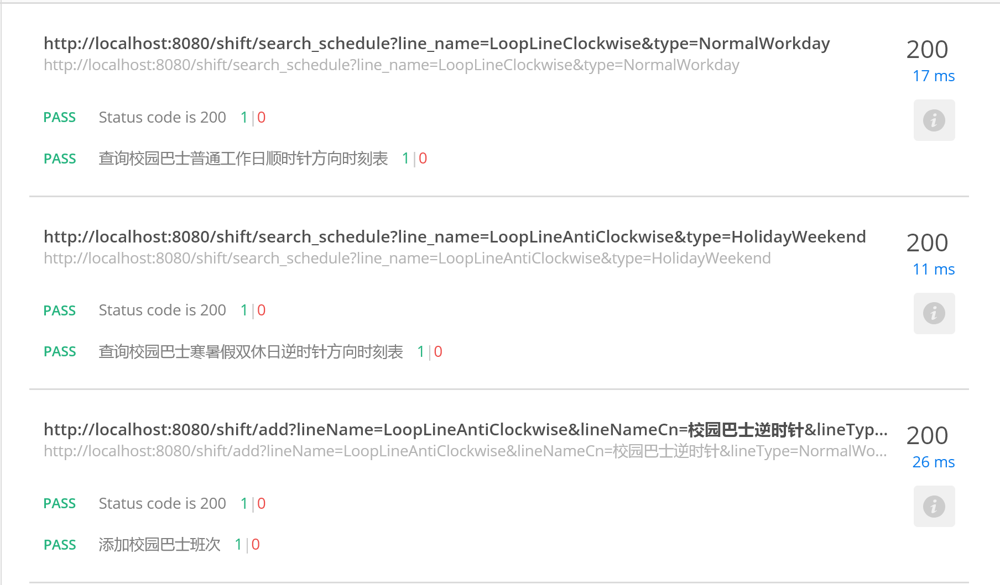 http://localhost:8080/shift/search_schedule?line_name=LoopLineClockwise&type=NormalWorkday
200
http://localhost:8080/shift/search_schedule?line_name=LoopLineClockwise&type=NormalWorkday
17 ms
PASS Status code is 200 1|0
PASS 查询校园巴士普通工作日顺时针方向时刻表 1|0
http://localhost:8080/shift/search_schedule?line_name=LoopLineAntiClockwise&type=HolidayWeekend
200
http://localhost:8080/shift/search_schedule?line_name=LoopLineAntiClockwise&type=HolidayWeekend
11 ms
PASS Status code is 200 1|0
PASS 查询校园巴士寒暑假双休日逆时针方向时刻表 1|0
http://localhost:8080/shift/add?lineName=LoopLineAntiClockwise&lineNameCn=校园巴士逆时针&lineTyp...
200
http://localhost:8080/shift/add?lineName=LoopLineAntiClockwise&lineNameCn=校园巴士逆时针&lineType=NormalWo...
26 ms
PASS Status code is 200 1|0
PASS 添加校园巴士班次 1|0